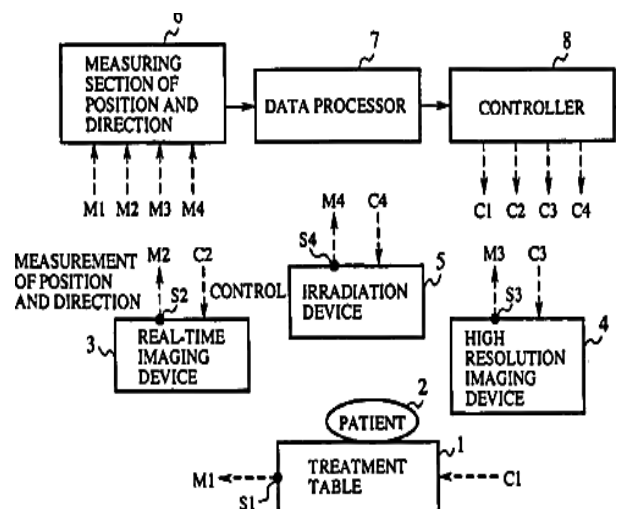 6
7
8
MEASURING
SECTION OF
POSITION AND
DIRECTION
DATA PROCESSOR
CONTROLLER
M1 M2 M3 M4
C1 C2 C3 C4
M4 C4
S4
5
IRRADIATION
DEVICE
MEASUREMENT
OF POSITION
AND DIRECTION
M2 C2
S2
CONTROL
3
REAL-TIME
IMAGING
DEVICE
M3 C3
S3
4
HIGH
RESOLUTION
IMAGING
DEVICE
2
PATIENT
1
TREATMENT
TABLE
M1
S1
C1